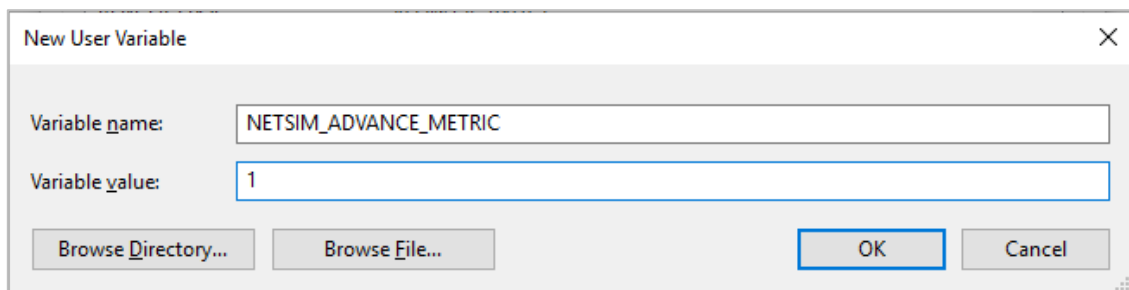 New User Variable
Variable name: NETSIM_ADVANCE_METRIC
Variable value: 1
Browse Directory... Browse File... OK Cancel